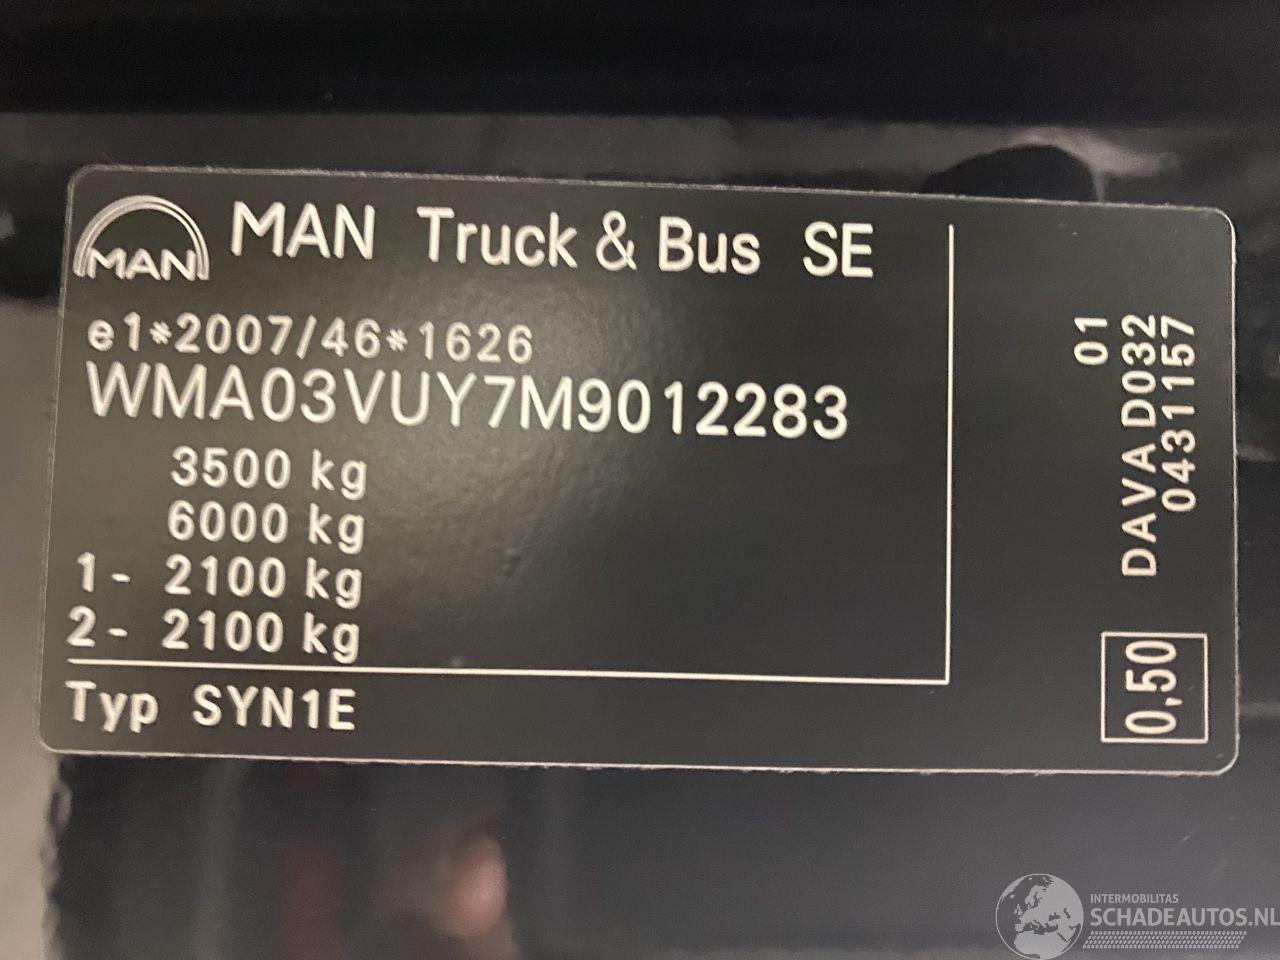 MAN
MAN Truck & Bus SE
e1*2007/46*1626
WMA03VUY7M9012283
3500 kg
6000 kg
1- 2100 kg
2- 2100 kg
Typ SYN1E
01
DAVA D032
0431157
0,50
INTERMOBILITAS
SCHADEAUTOS.NL